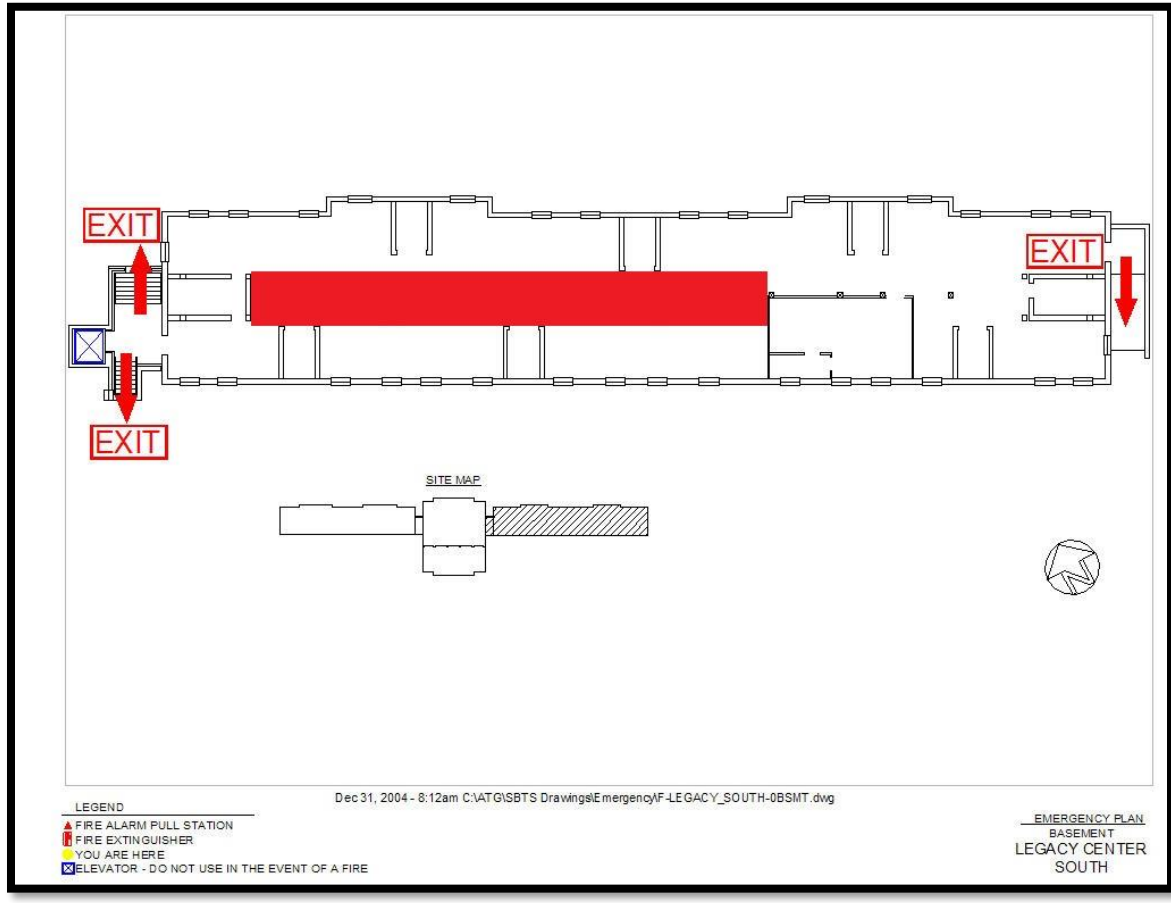 EXIT
EXIT
EXIT
SITE MAP
N
Dec 31, 2004 - 8:12am C:\ATG\SBTS Drawings\Emergency\F-LEGACY_SOUTH-0BSMT.dwg
LEGEND
FIRE ALARM PULL STATION
FIRE EXTINGUISHER
YOU ARE HERE
ELEVATOR - DO NOT USE IN THE EVENT OF A FIRE
EMERGENCY PLAN
BASEMENT
LEGACY CENTER
SOUTH